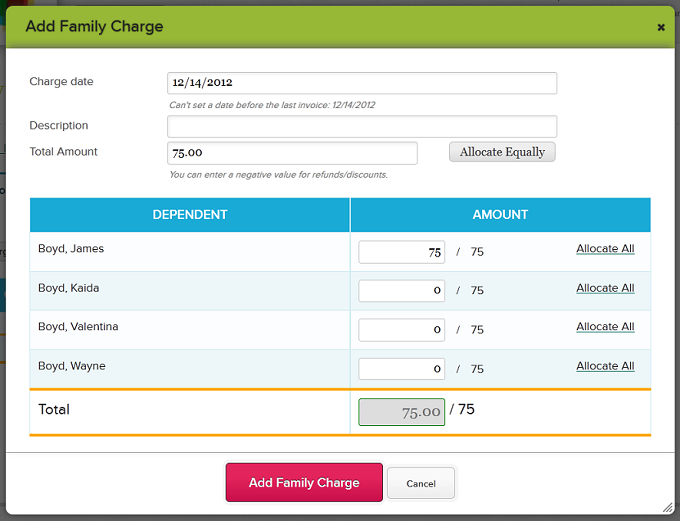 Add Family Charge
Charge date 12/14/2012
Can't set a date before the last invoice: 12/14/2012
Description
Total Amount 75.00 Allocate Equally
You can enter a negative value for refunds/discounts.
DEPENDENT AMOUNT
Boyd, James 75 / 75 Allocate All
Boyd, Kaida 0 / 75 Allocate All
Boyd, Valentina 0 / 75 Allocate All
Boyd, Wayne 0 / 75 Allocate All
Total 75.00 / 75
Add Family Charge Cancel